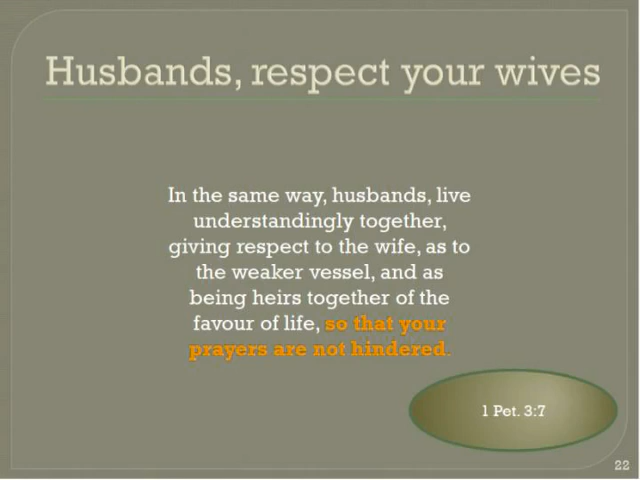 Husbands, respect your wives
In the same way, husbands, live
understandingly together,
giving respect to the wife, as to
the weaker vessel, and as
being heirs together of the
favour of life, so that your
prayers are not hindered.
1 Pet. 3:7
22